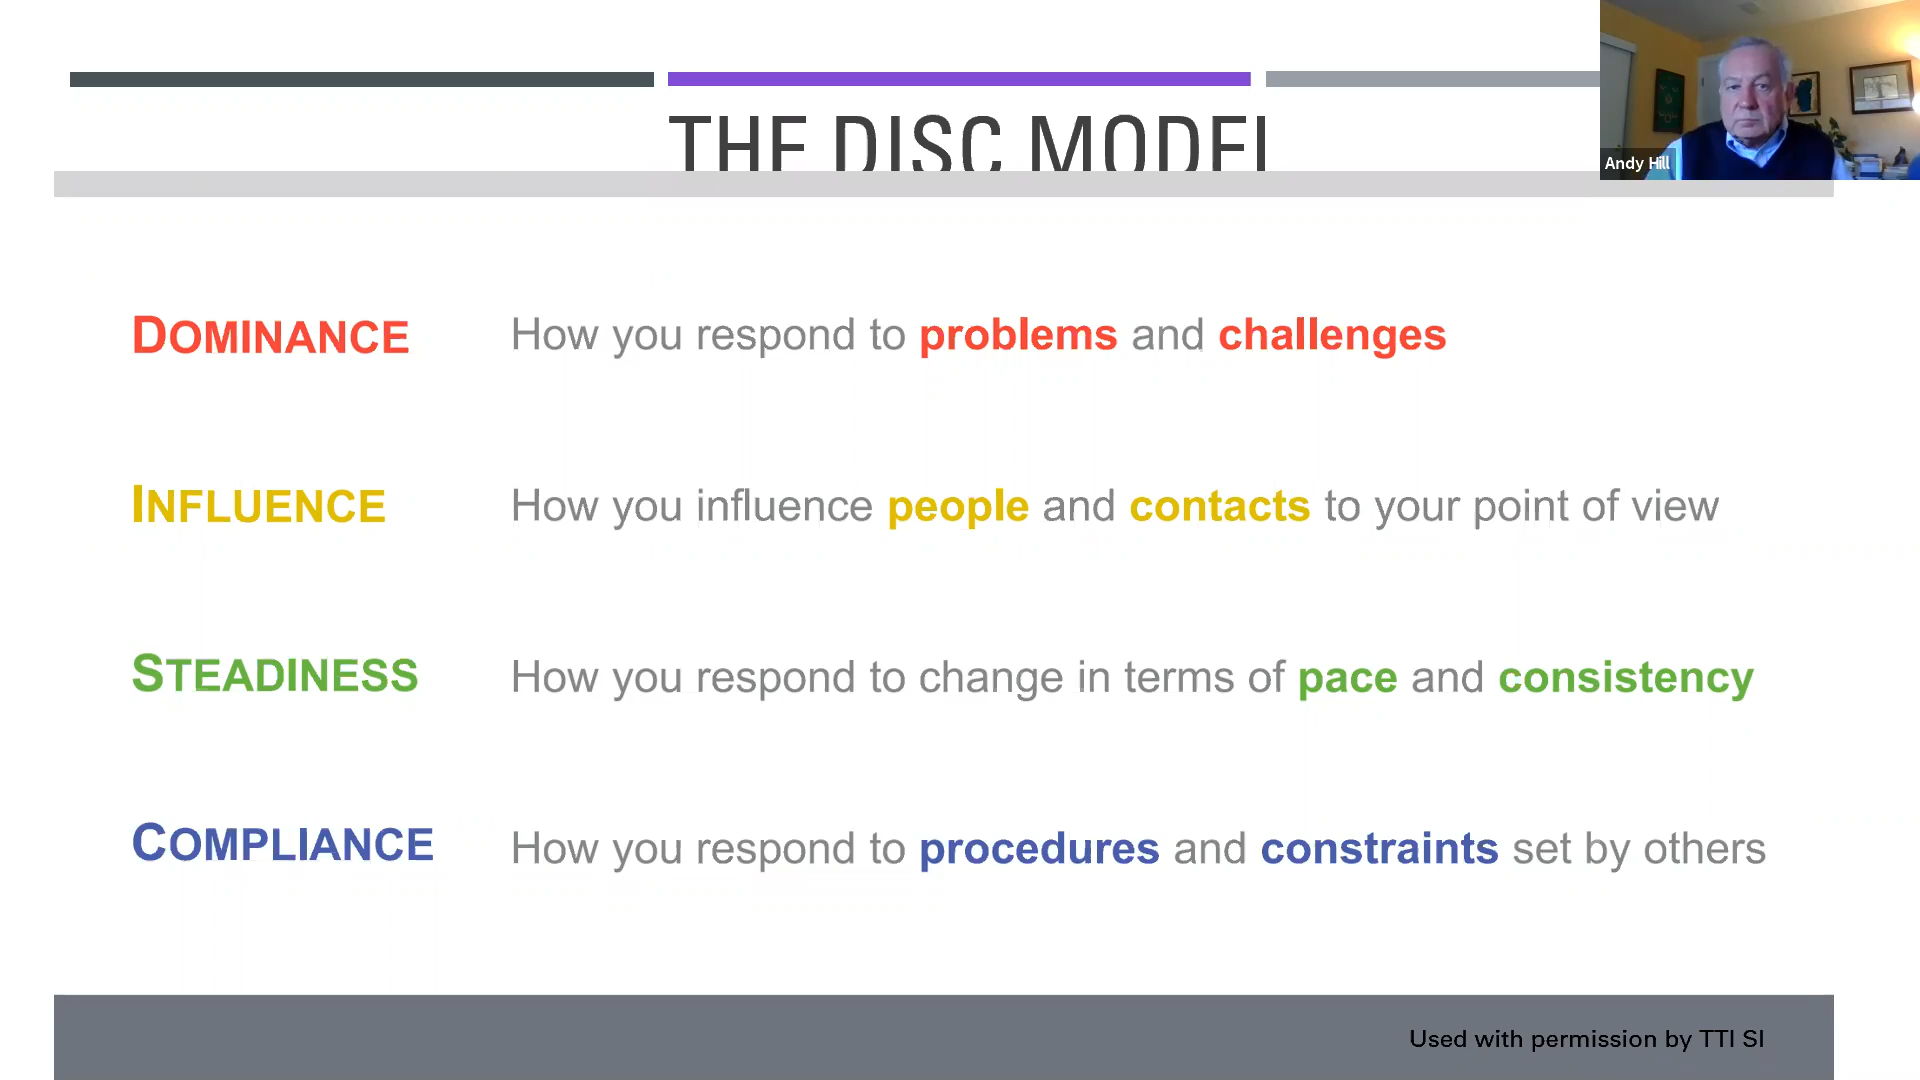 THE DISC MODEL
Andy Hill
DOMINANCE How you respond to problems and challenges
INFLUENCE How you influence people and contacts to your point of view
STEADINESS How you respond to change in terms of pace and consistency
COMPLIANCE How you respond to procedures and constraints set by others
Used with permission by TTI SI